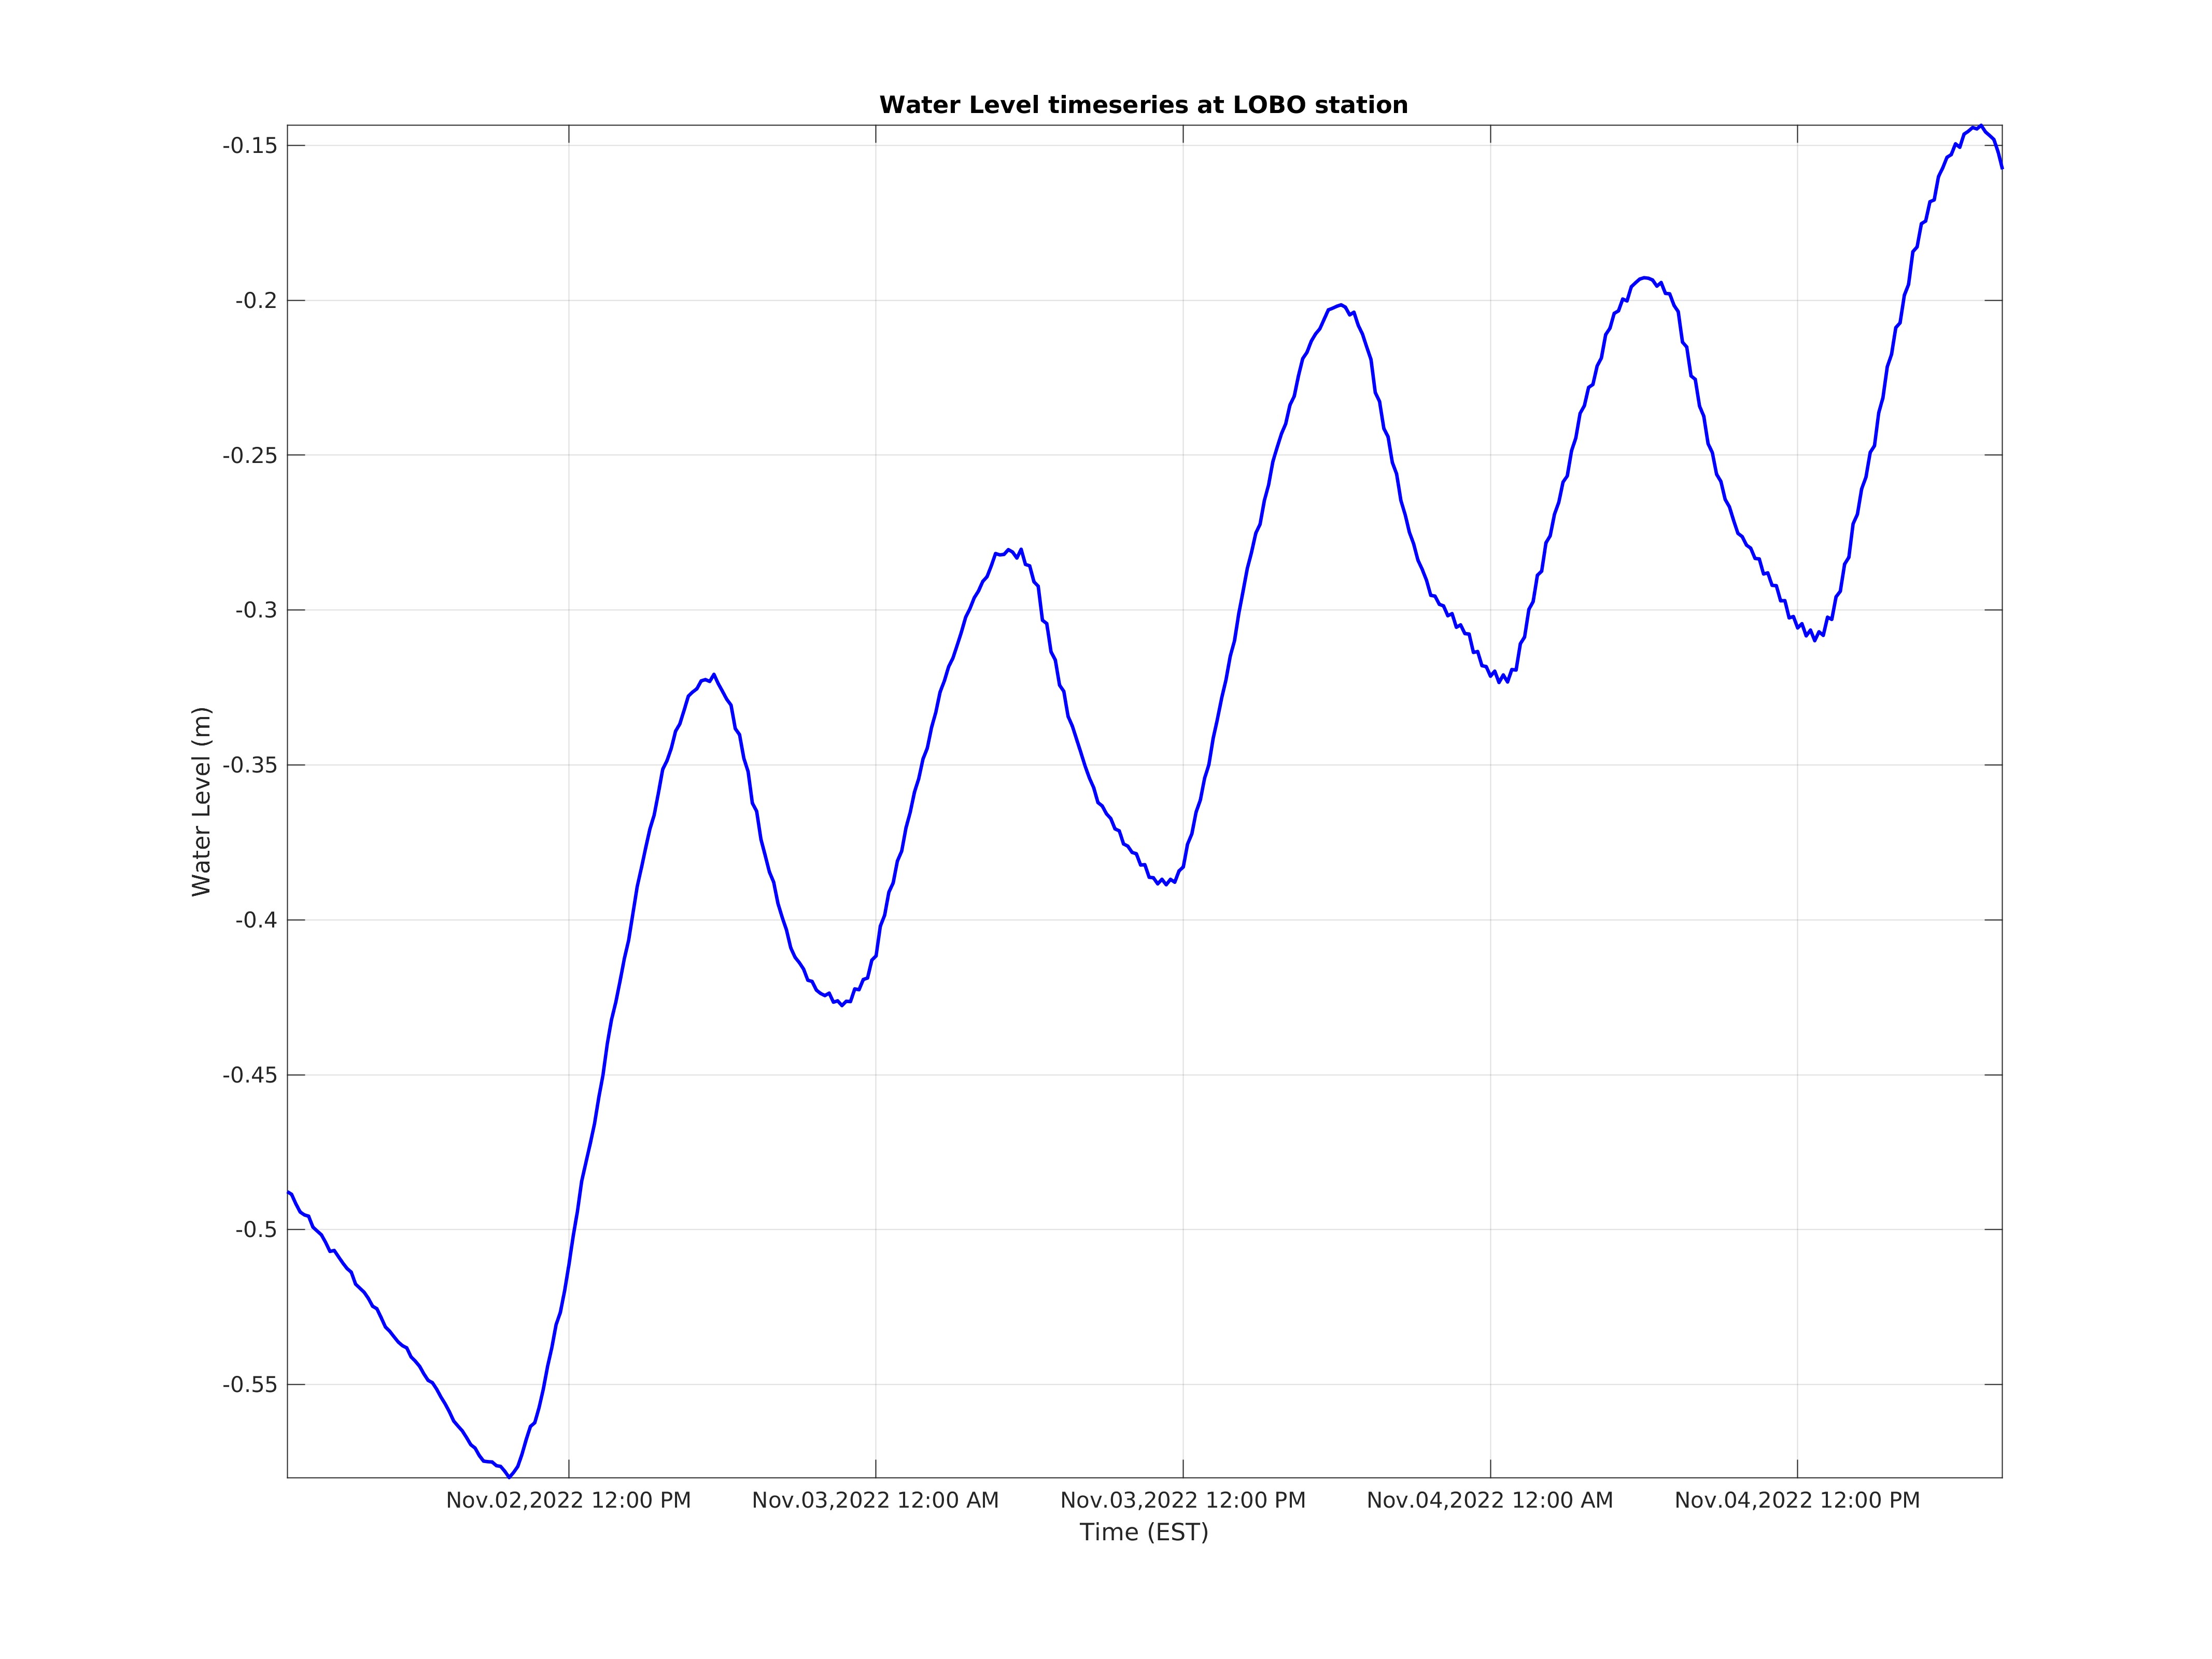 Water Level timeseries at LOBO station
-0.15
-0.2
-0.25
-0.3
-0.35
-0.4
-0.45
-0.5
-0.55
Water Level (m)
Nov.02,2022 12:00 PM
Nov.03,2022 12:00 AM
Nov.03,2022 12:00 PM
Nov.04,2022 12:00 AM
Nov.04,2022 12:00 PM
Time (EST)